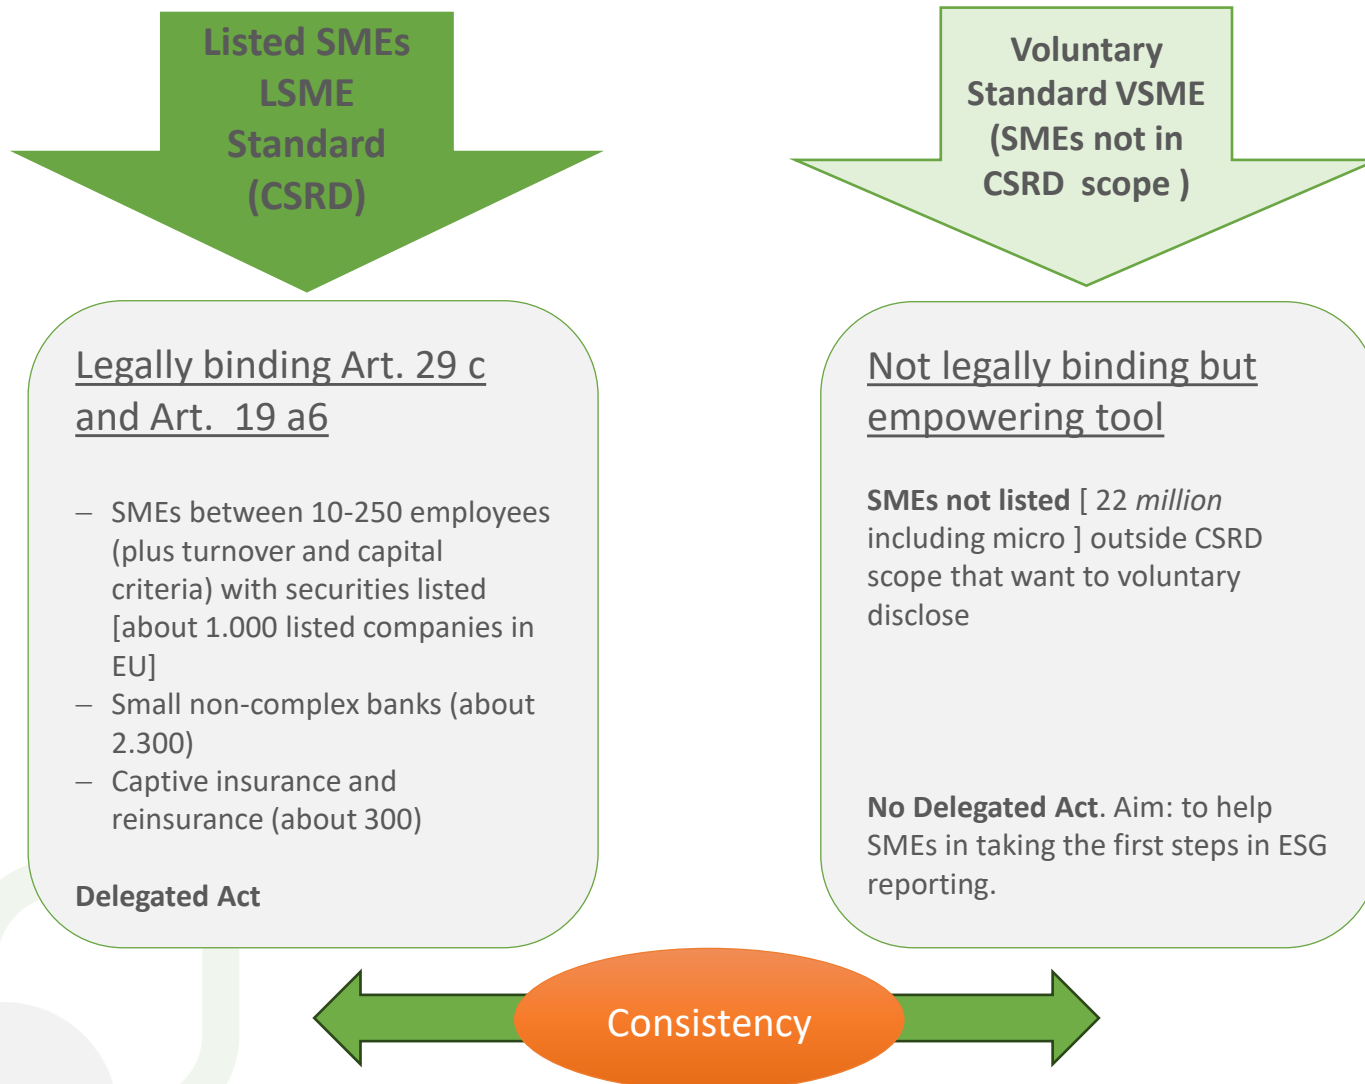 Listed SMEs
LSME
Standard
(CSRD)
Legally binding Art. 29 c
and Art.  19 a6
– SMEs between 10-250 employees
(plus turnover and capital
criteria) with securities listed
[about 1.000 listed companies in
EU]
– Small non-complex banks (about
2.300)
– Captive insurance and
reinsurance (about 300)
Delegated Act
Voluntary
Standard VSME
(SMEs not in
CSRD  scope )
Not legally binding but
empowering tool
SMEs not listed [ 22 million
including micro ] outside CSRD
scope that want to voluntary
disclose
No Delegated Act. Aim: to help
SMEs in taking the first steps in ESG
reporting.
Consistency